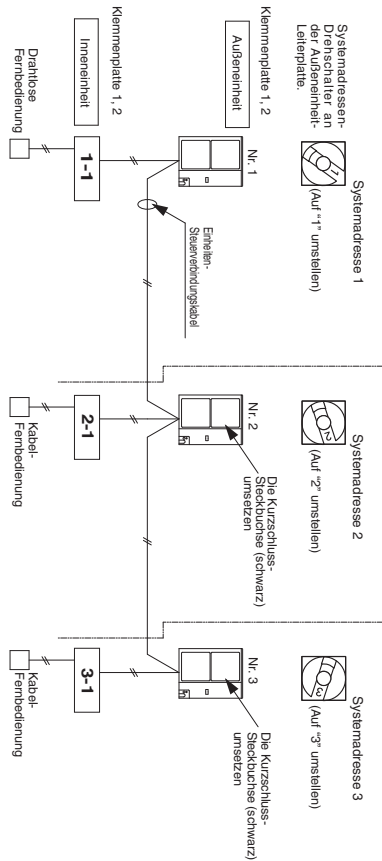 Systemadressen-
Drehschalter an
der Außeneinheit-
Leiterplatte.
1
Systemadresse 1
(Auf "1" umstellen)
2
Systemadresse 2
(Auf "2" umstellen)
3
Systemadresse 3
(Auf "3" umstellen)
Klemmenplatte 1, 2
Außeneinheit
Nr. 1
Nr. 2
Die Kurzschluss-
Steckbuchse (schwarz)
umsetzen
Nr. 3
Die Kurzschluss-
Steckbuchse (schwarz)
umsetzen
Einheiten-
Steuerverbindungskabel
Klemmenplatte 1, 2
Inneneinheit
1-1
2-1
3-1
Drahtlose
Fernbedienung
Kabel-
Fernbedienung
Kabel-
Fernbedienung